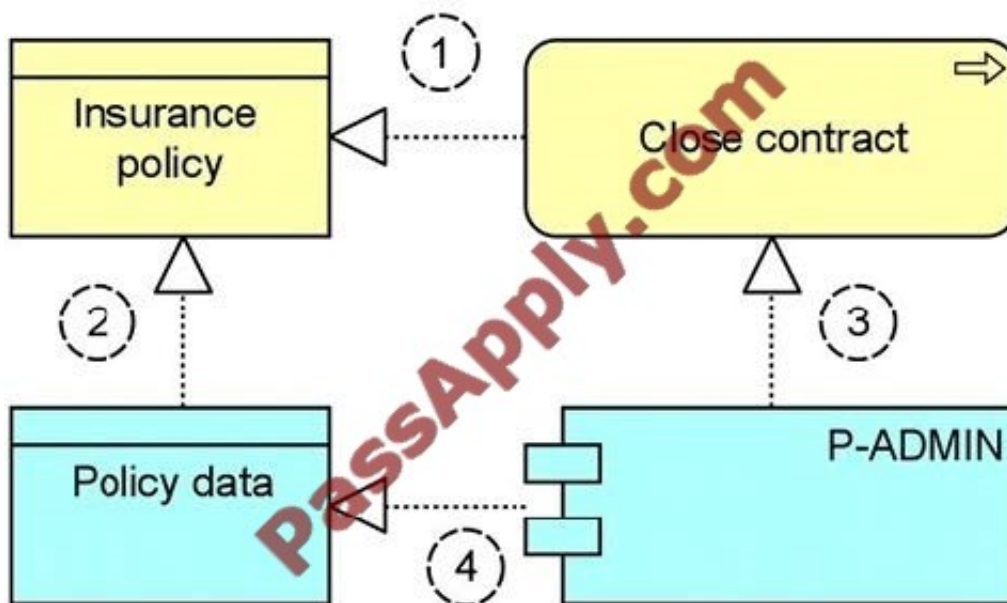 1
Insurance
policy
Close contract
2
3
Policy data
P-ADMIN
4
PassApply.com